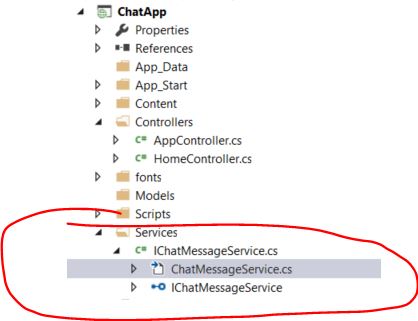 ChatApp
Properties
References
App_Data
App_Start
Content
Controllers
C# AppController.cs
C# HomeController.cs
fonts
Models
Scripts
Services
C# IChatMessageService.cs
ChatMessageService.cs
IChatMessageService